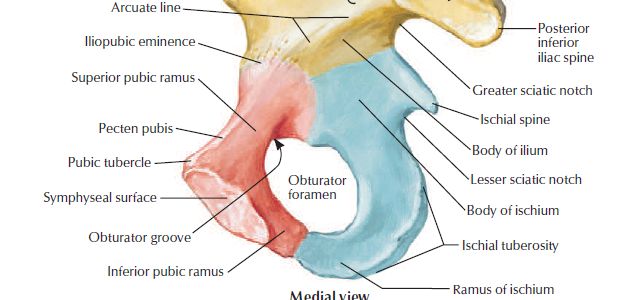 Arcuate line
Iliopubic eminence
Superior pubic ramus
Pecten pubis
Pubic tubercle
Symphyseal surface
Obturator groove
Inferior pubic ramus
Obturator
foramen
Posterior
inferior
iliac spine
Greater sciatic notch
Ischial spine
Body of ilium
Lesser sciatic notch
Body of ischium
Ischial tuberosity
Ramus of ischium
Medial view